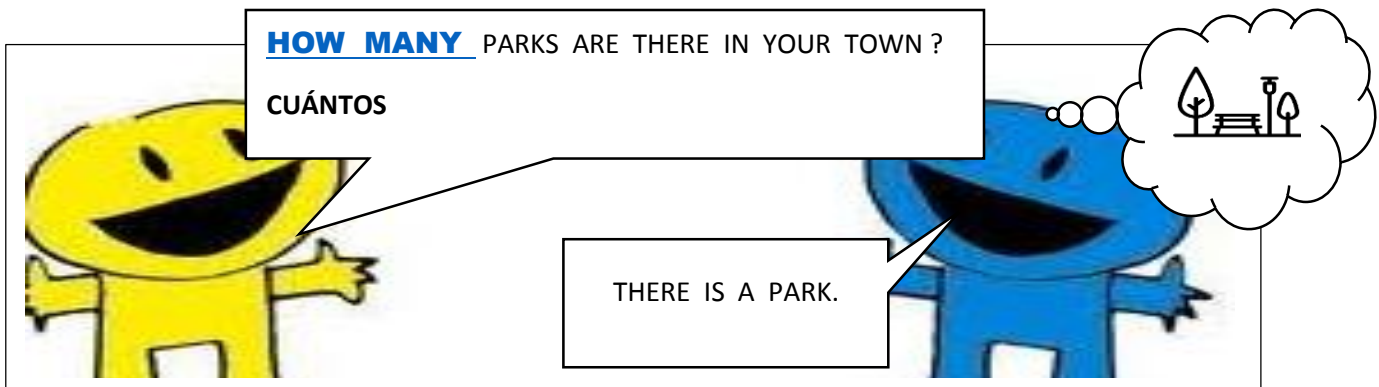 HOW MANY PARKS ARE THERE IN YOUR TOWN ?
CUÁNTOS
THERE IS A PARK.